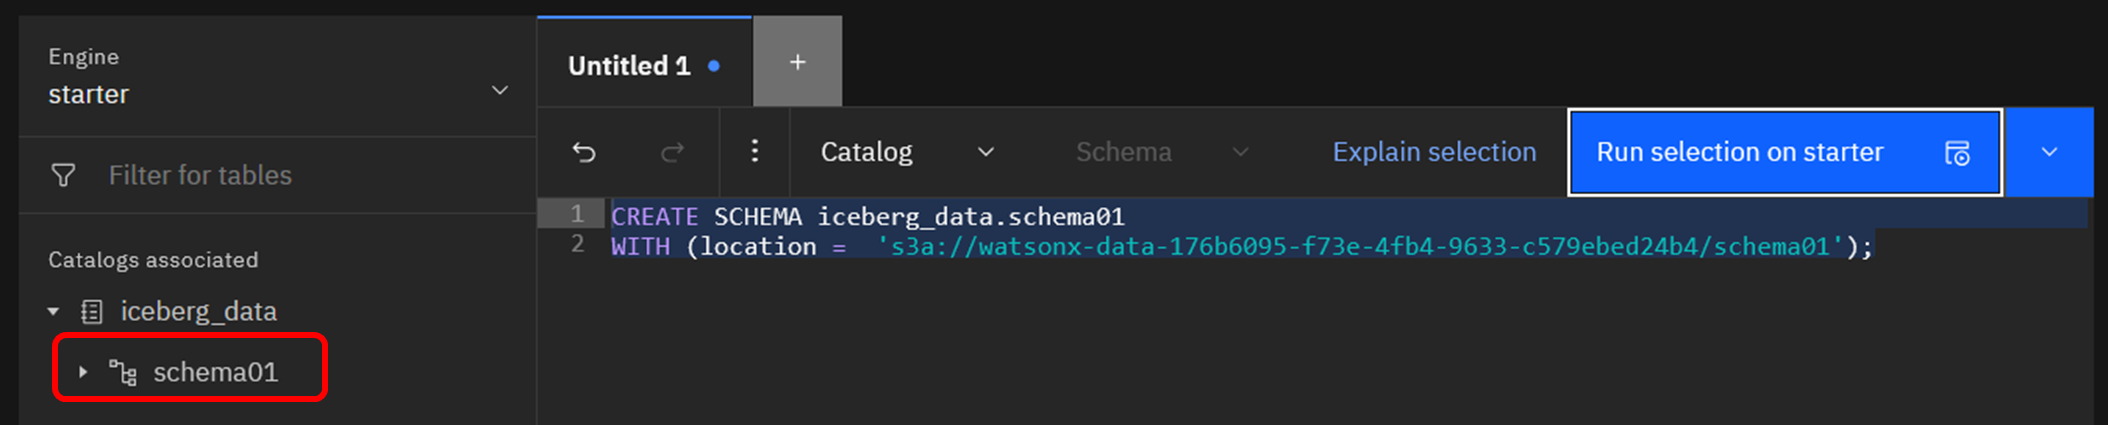 Engine
starter
Filter for tables
Catalogs associated
iceberg_data
schema01
Untitled 1
+
Catalog
Schema
Explain selection
Run selection on starter
1 CREATE SCHEMA iceberg_data.schema01
2 WITH (location =  's3a://watsonx-data-176b6095-f73e-4fb4-9633-c579ebed24b4/schema01');